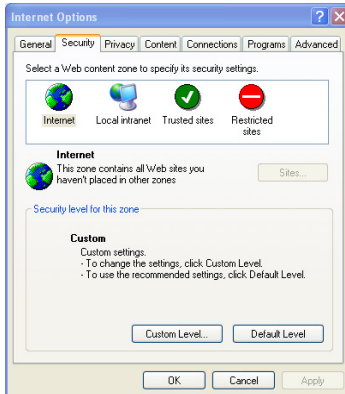 Internet Options
General Security Privacy Content Connections Programs Advanced
Select a Web content zone to specify its security settings.
Internet Local intranet Trusted sites Restricted
sites
Internet
This zone contains all Web sites you
haven't placed in other zones
Sites...
Security level for this zone
Custom
Custom settings.
- To change the settings, click Custom Level.
- To use the recommended settings, click Default Level.
Custom Level... Default Level
OK Cancel Apply